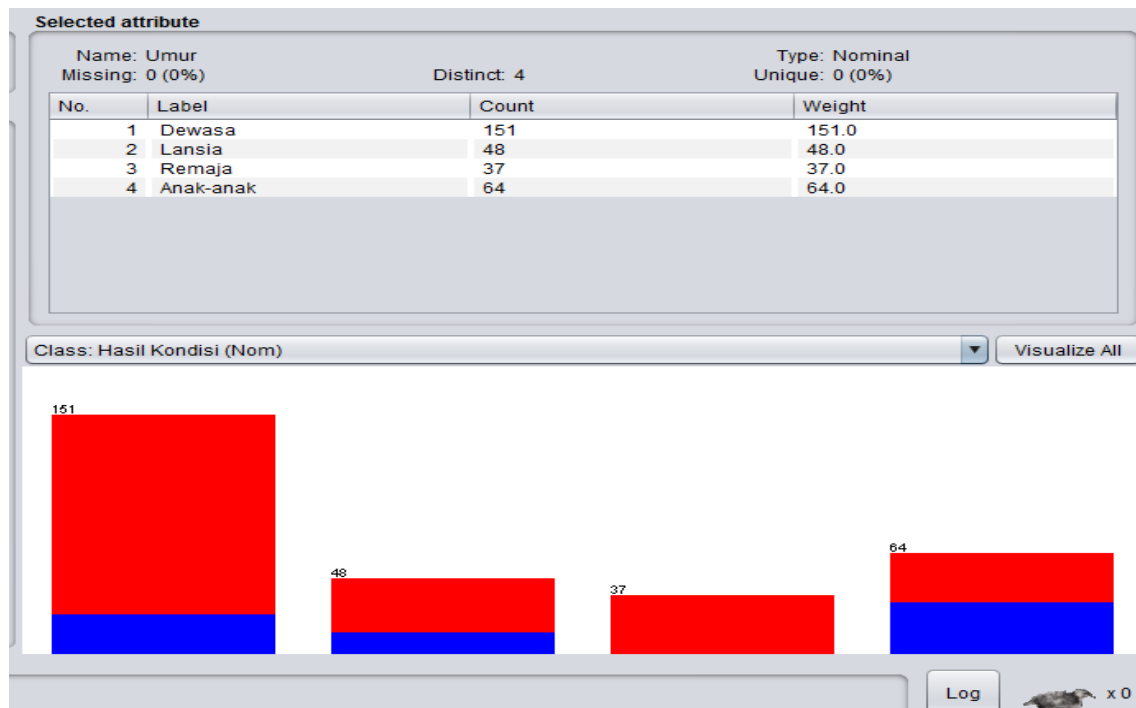 Selected attribute
Name: Umur Type: Nominal
Missing: 0 (0%) Distinct: 4 Unique: 0 (0%)
No. Label Count Weight
1 Dewasa 151 151.0
2 Lansia 48 48.0
3 Remaja 37 37.0
4 Anak-anak 64 64.0
Class: Hasil Kondisi (Nom) Visualize All
151
48
37
64
Log x 0